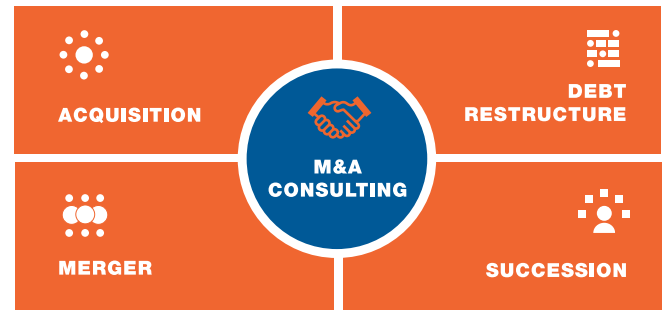 ACQUISITION
DEBT
RESTRUCTURE
M&A
CONSULTING
MERGER
SUCCESSION